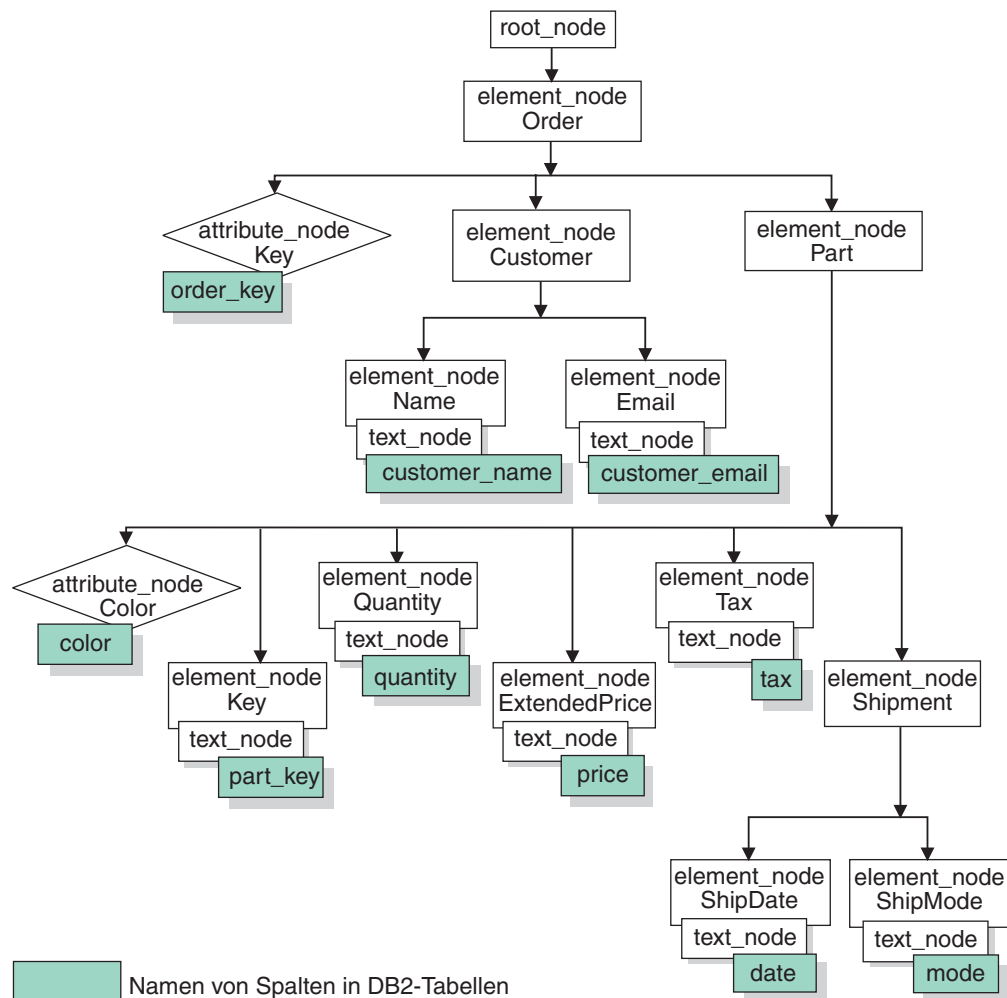 root_node
element_node
Order
attribute_node
Key
order_key
element_node
Customer
element_node
Part
element_node
Name
text_node
customer_name
element_node
Email
text_node
customer_email
attribute_node
Color
color
element_node
Key
text_node
part_key
element_node
Quantity
text_node
quantity
element_node
ExtendedPrice
text_node
price
element_node
Tax
text_node
tax
element_node
Shipment
element_node
ShipDate
text_node
date
element_node
ShipMode
text_node
mode
Namen von Spalten in DB2-Tabellen